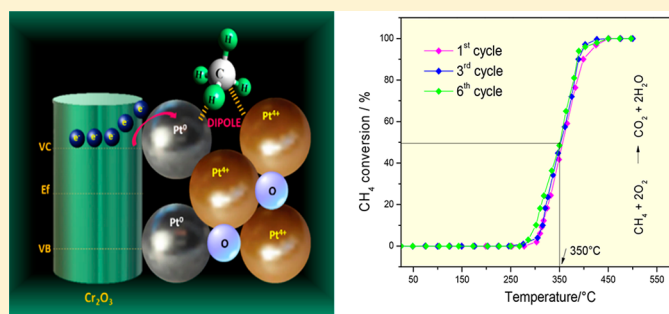 H
H
C
H
H
DIPOLE
e⁻ e⁻ e⁻ e⁻ e⁻
VC
Ef
VB
Pt⁰
Pt⁴⁺
Pt⁴⁺
O
Pt⁰
O
Pt⁴⁺
Cr₂O₃
CH₄ conversion / %
100
80
60
40
20
0
1ˢᵗ cycle
3ʳᵈ cycle
6ᵗʰ cycle
CH₄ + 2O₂ → CO₂ + 2H₂O
350°C
50 150 250 350 450 550 650
Temperature/°C